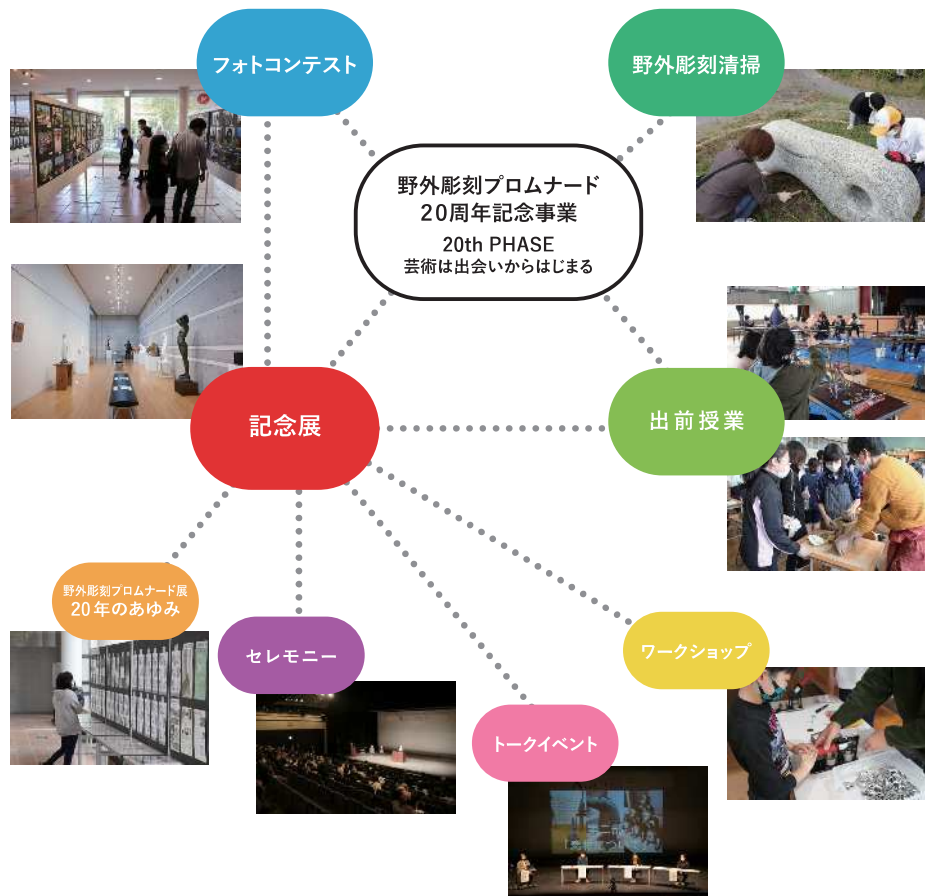 フォトコンテスト
野外彫刻清掃
野外彫刻プロムナード
20周年記念事業
20th PHASE
芸術は出会いからはじまる
記念展
出前授業
野外彫刻プロムナード展
20年のあゆみ
セレモニー
ワークショップ
トークイベント